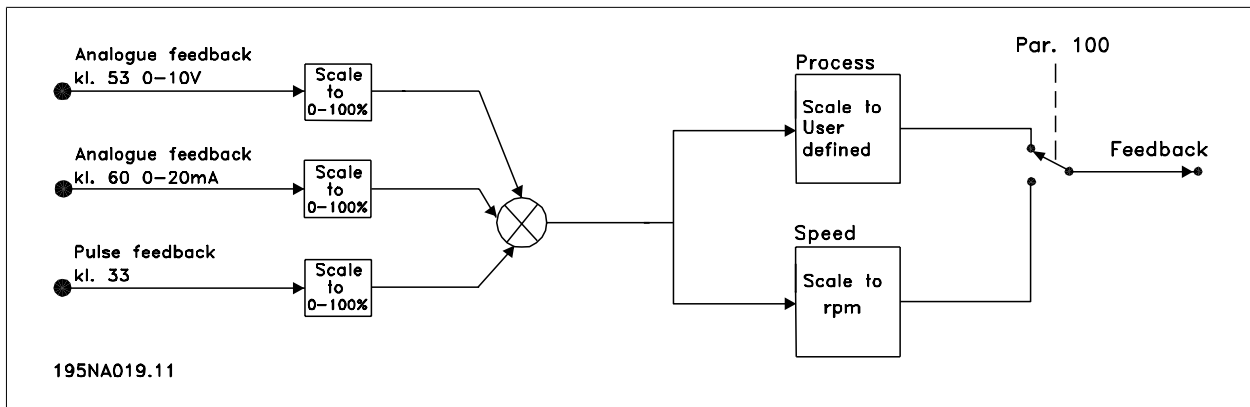 Analogue feedback
kl. 53 0-10V
Scale
to
0-100%
Analogue feedback
kl. 60 0-20mA
Scale
to
0-100%
Pulse feedback
kl. 33
Scale
to
0-100%
Process
Scale to
User
defined
Speed
Scale to
rpm
Par. 100
Feedback
195NA019.11